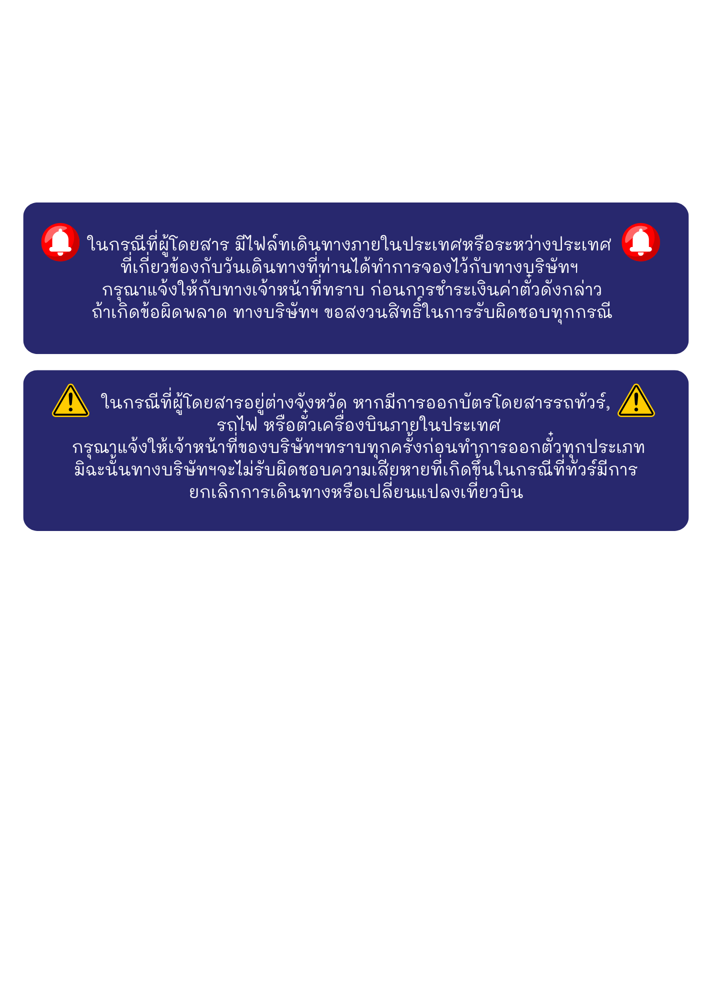 ในกรณีที่ผู้โดยสาร มีไฟล์ทเดินทางภายในประเทศหรือระหว่างประเทศ
ที่เกี่ยวข้องกับวันเดินทางที่ท่านได้ทำการจองไว้กับทางบริษัทฯ
กรุณาแจ้งให้กับทางเจ้าหน้าที่ทราบ ก่อนการชำระเงินค่าตั๋วดังกล่าว
ถ้าเกิดข้อผิดพลาด ทางบริษัทฯ ขอสงวนสิทธิ์ในการรับผิดชอบทุกกรณี
ในกรณีที่ผู้โดยสารอยู่ต่างจังหวัด หากมีการออกบัตรโดยสารรถทัวร์,
รถไฟ หรือตั๋วเครื่องบินภายในประเทศ
กรุณาแจ้งให้เจ้าหน้าที่ของบริษัทฯทราบทุกครั้งก่อนทำการออกตั๋วทุกประเภท
มิฉะนั้นทางบริษัทฯจะไม่รับผิดชอบความเสียหายที่เกิดขึ้นในกรณีที่ทัวร์มีการ
ยกเลิกการเดินทางหรือเปลี่ยนแปลงเที่ยวบิน